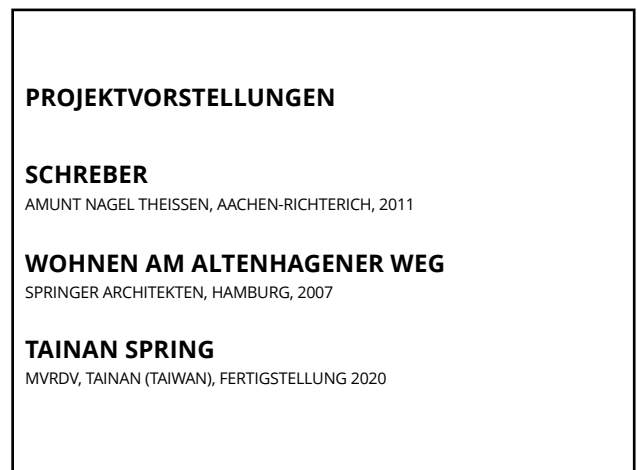 PROJEKTVORSTELLUNGEN
SCHREBER
AMUNT NAGEL THEISSEN, AACHEN-RICHTERICH, 2011
WOHNEN AM ALTENHAGENER WEG
SPRINGER ARCHITEKTEN, HAMBURG, 2007
TAINAN SPRING
MVRDV, TAINAN (TAIWAN), FERTIGSTELLUNG 2020